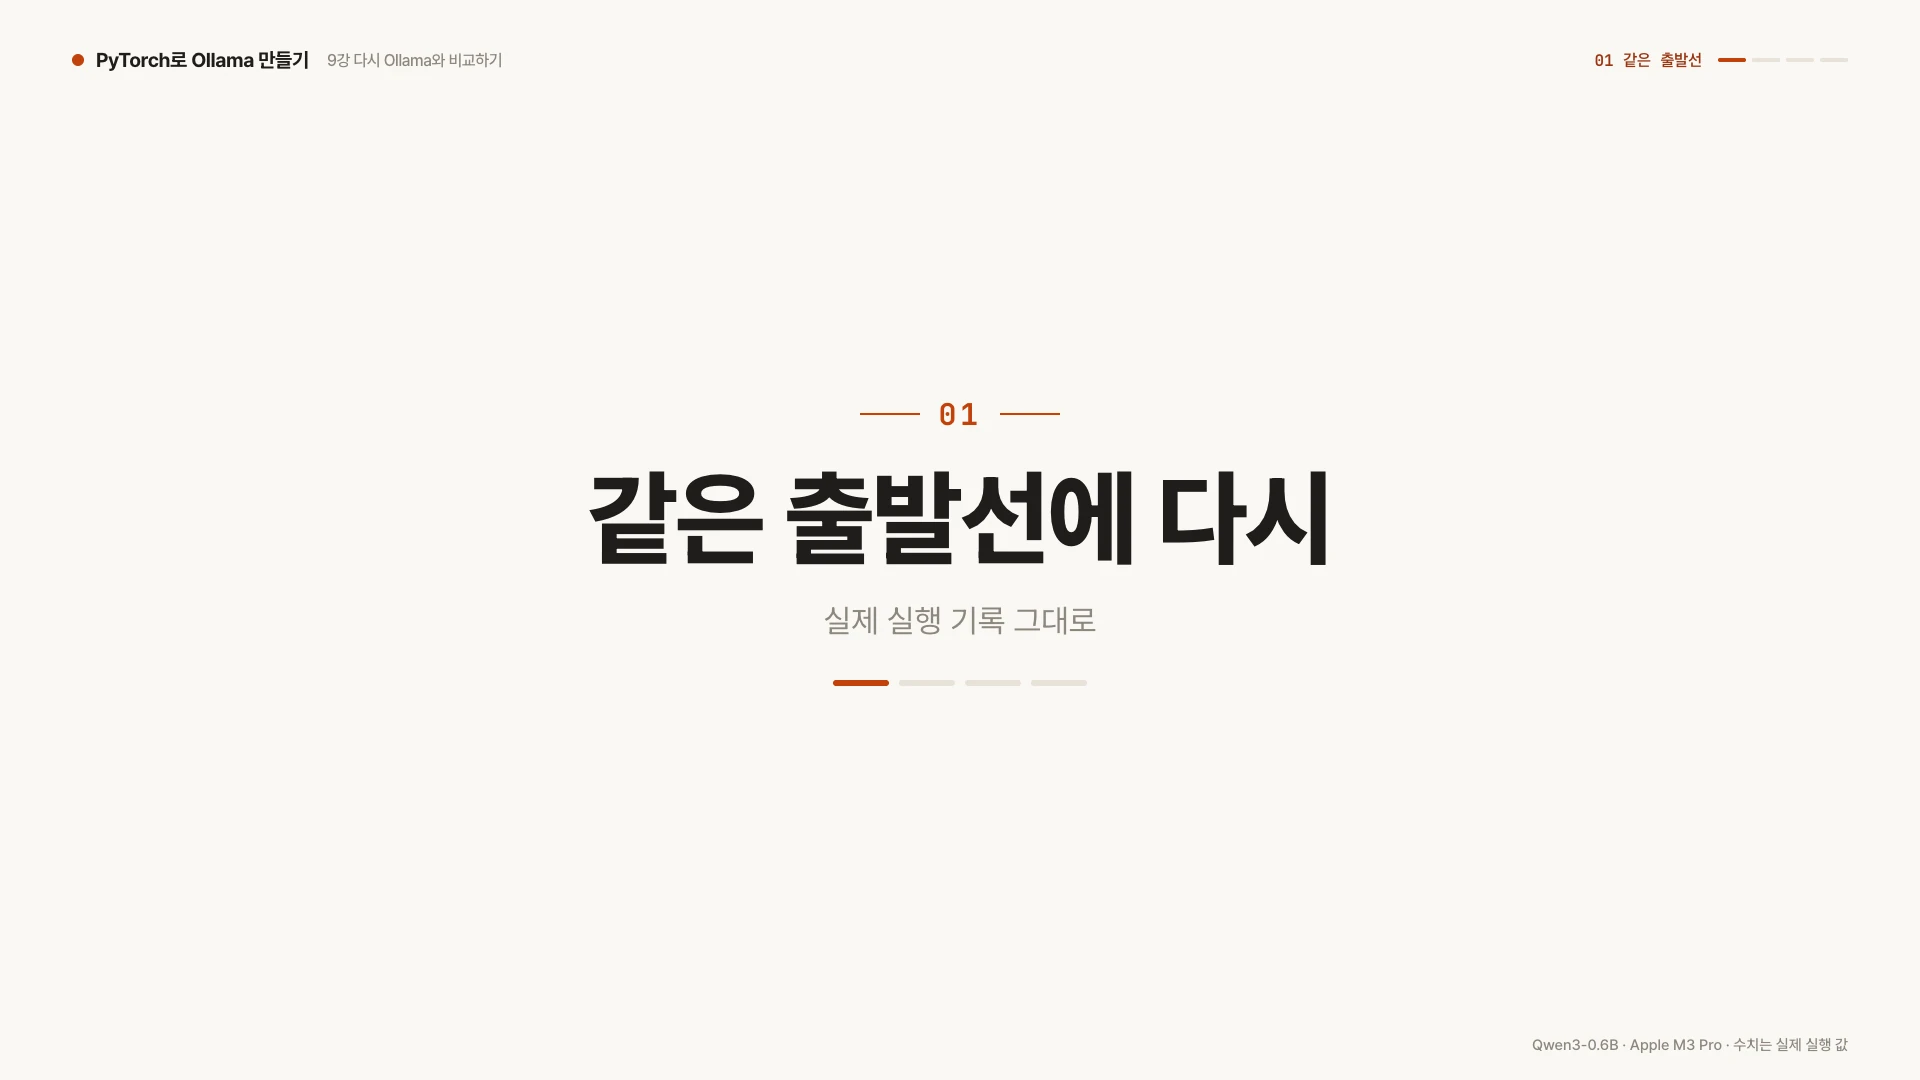 PyTorch로 Ollama 만들기 9강 다시 Ollama와 비교하기
01 같은 출발선
01
같은 출발선에 다시
실제 실행 기록 그대로
Qwen3-0.6B · Apple M3 Pro · 수치는 실제 실행 값